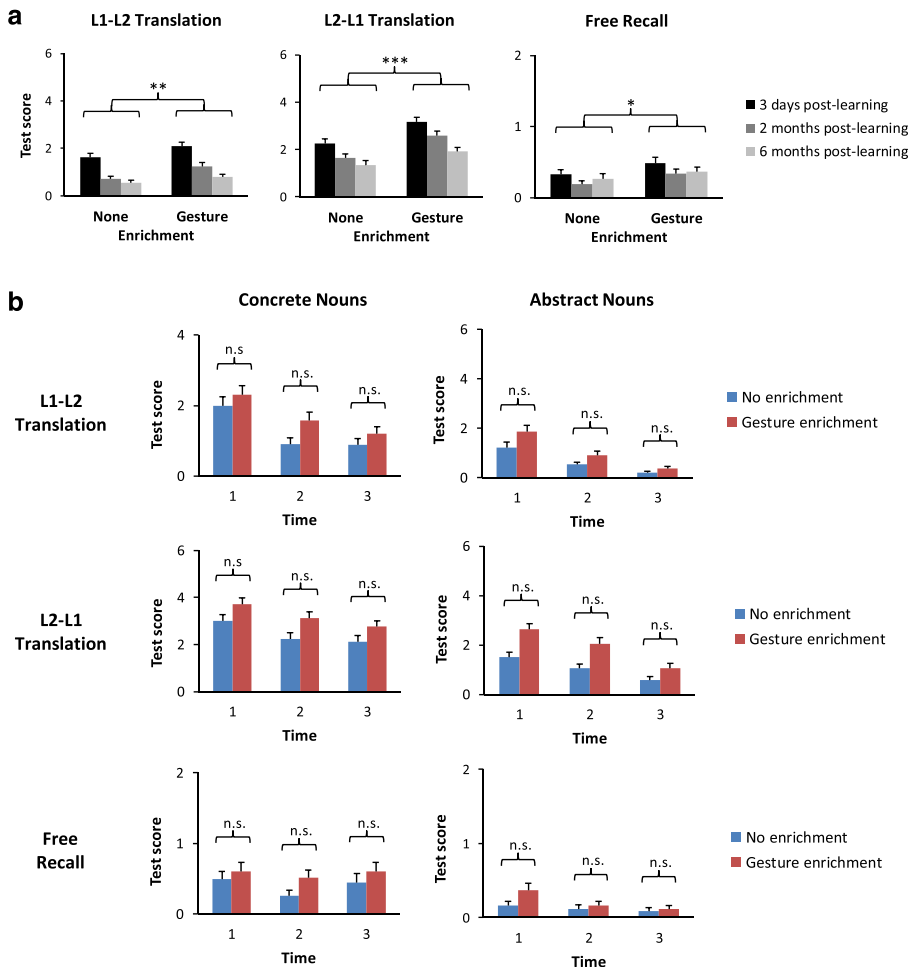 a
L1-L2 Translation
L2-L1 Translation
Free Recall
Test score
6
4
2
0
**
None
Gesture
Enrichment
6
4
2
0
***
None
Gesture
Enrichment
2
1
0
*
None
Gesture
Enrichment
3 days post-learning
2 months post-learning
6 months post-learning
b
Concrete Nouns
Abstract Nouns
L1-L2
Translation
Test score
4
2
0
n.s
n.s.
n.s.
1 2 3
Time
Test score
6
4
2
0
n.s.
n.s.
n.s.
1 2 3
Time
No enrichment
Gesture enrichment
L2-L1
Translation
Test score
6
4
2
0
n.s
n.s.
n.s.
1 2 3
Time
Test score
6
4
2
0
n.s.
n.s.
n.s.
1 2 3
Time
No enrichment
Gesture enrichment
Free
Recall
Test score
2
1
0
n.s.
n.s.
n.s.
1 2 3
Time
Test score
2
1
0
n.s.
n.s.
n.s.
1 2 3
Time
No enrichment
Gesture enrichment